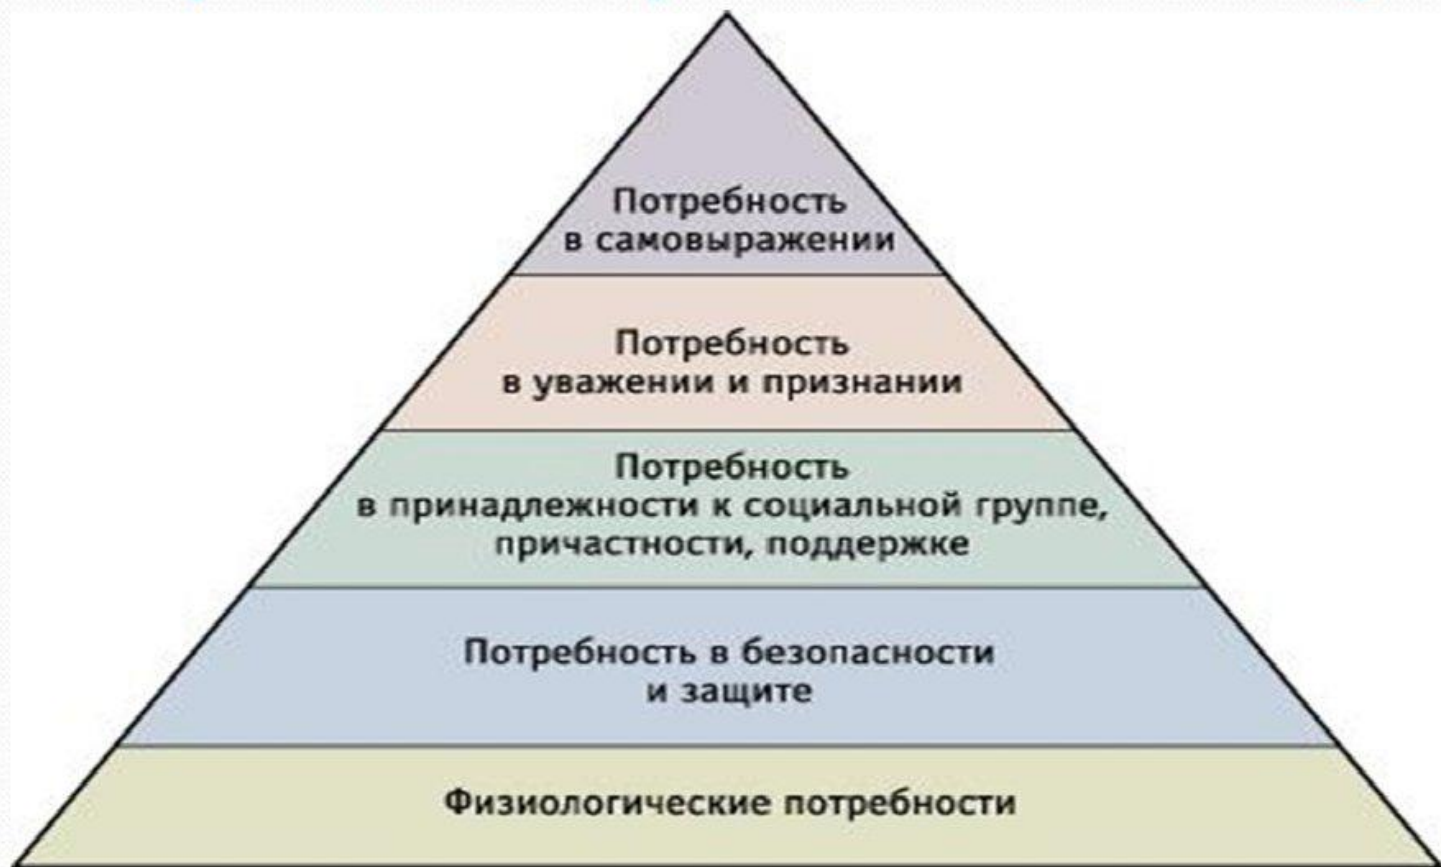 Потребность
в самовыражении
Потребность
в уважении и признании
Потребность
в принадлежности к социальной группе,
причастности, поддержке
Потребность в безопасности
и защите
Физиологические потребности